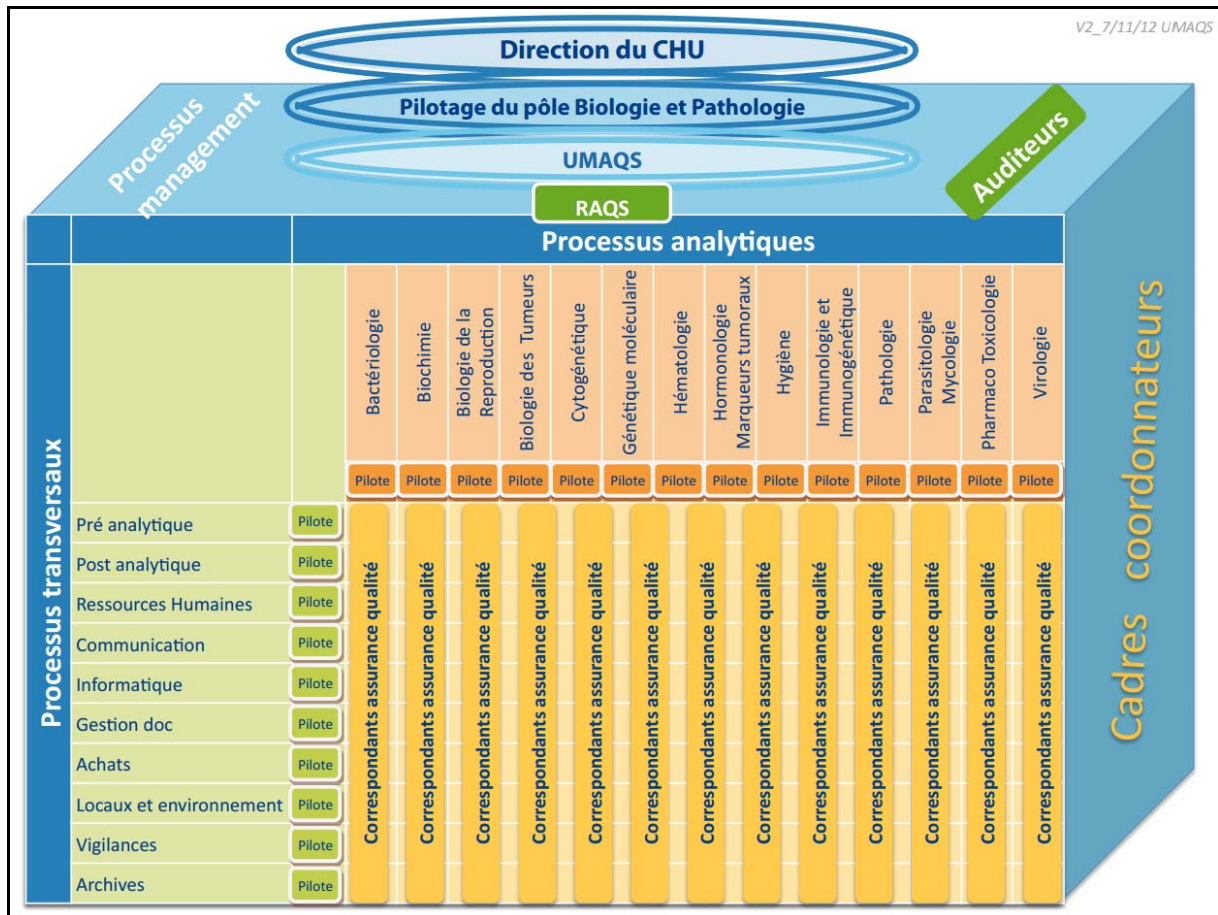 V2_7/11/12 UMAQS
Direction du CHU
Pilotage du pôle Biologie et Pathologie
UMAQS
RAQS
Processus
management
Auditeurs
Processus analytiques
Bactériologie
Biochimie
Biologie de la
Reproduction
Biologie des Tumeurs
Cytogénétique
Génétique moléculaire
Hématologie
Hormonologie
Marqueurs tumoraux
Hygiène
Immunologie et
Immunogénétique
Pathologie
Parasitologie
Mycologie
Pharmaco Toxicologie
Virologie
Pilote Pilote Pilote Pilote Pilote Pilote Pilote Pilote Pilote Pilote Pilote Pilote Pilote Pilote
Processus transversaux
Pré analytique Pilote
Post analytique Pilote
Ressources Humaines Pilote
Communication Pilote
Informatique Pilote
Gestion doc Pilote
Achats Pilote
Locaux et environnement Pilote
Vigilances Pilote
Archives Pilote
Correspondants assurance qualité
Correspondants assurance qualité
Correspondants assurance qualité
Correspondants assurance qualité
Correspondants assurance qualité
Correspondants assurance qualité
Correspondants assurance qualité
Correspondants assurance qualité
Correspondants assurance qualité
Correspondants assurance qualité
Correspondants assurance qualité
Correspondants assurance qualité
Correspondants assurance qualité
Cadres coordonnateurs